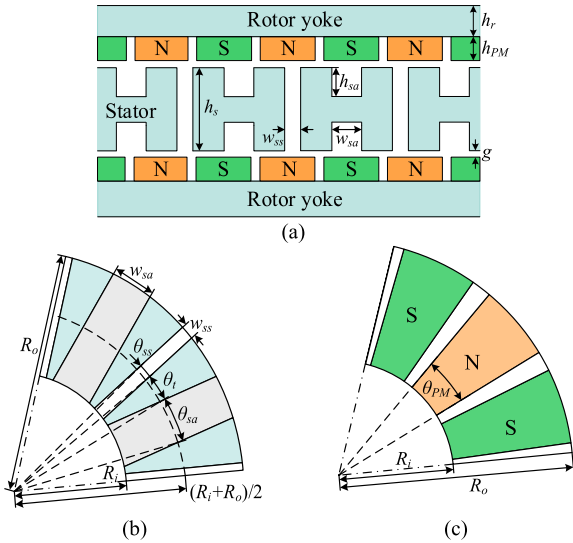 Rotor yoke
h_r
N S N S
h_PM
Stator
h_s
h_sa
w_ss
w_sa
g
N S N S
Rotor yoke
(a)
w_sa
w_ss
R_o
θ_ss
θ_t
θ_sa
R_i
(R_i+R_o)/2
(b)
S
N
θ_PM
S
R_i
R_o
(c)